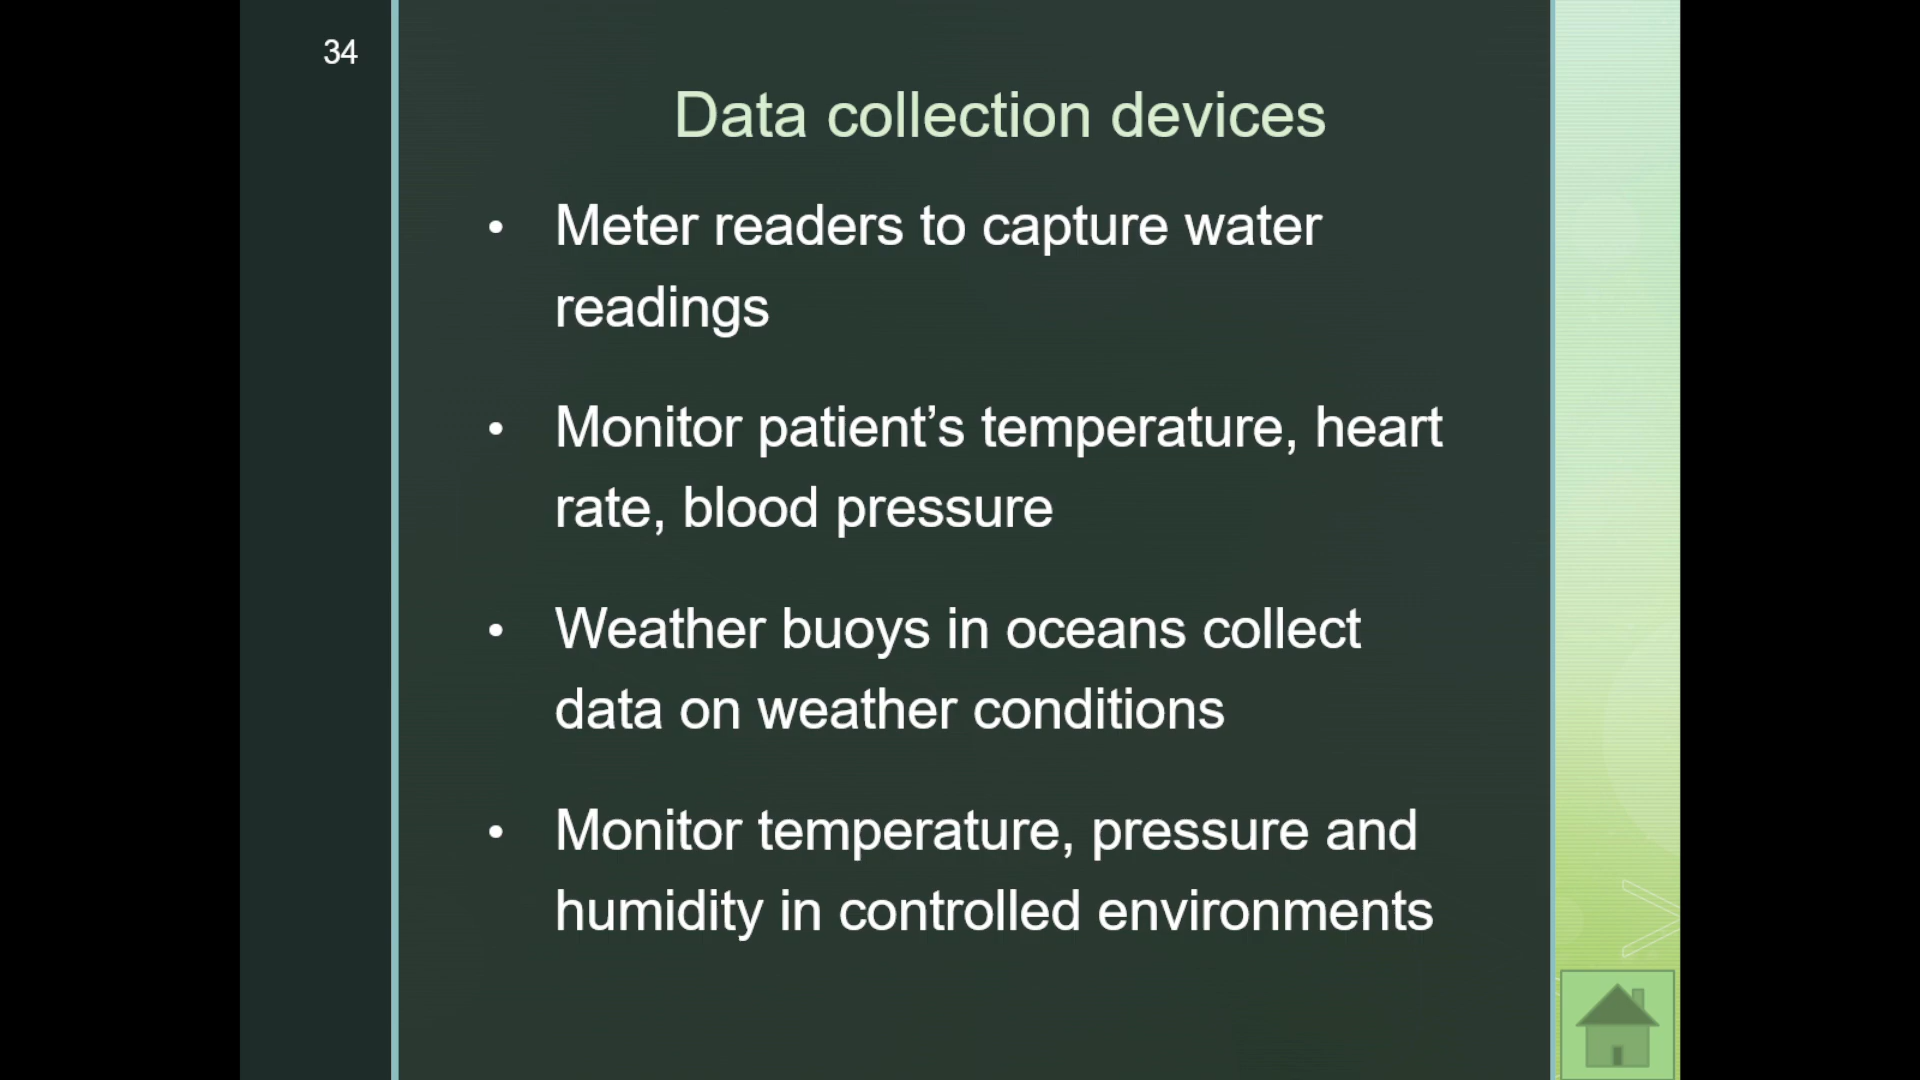 34
Data collection devices
• Meter readers to capture water
readings
• Monitor patient’s temperature, heart
rate, blood pressure
• Weather buoys in oceans collect
data on weather conditions
• Monitor temperature, pressure and
humidity in controlled environments